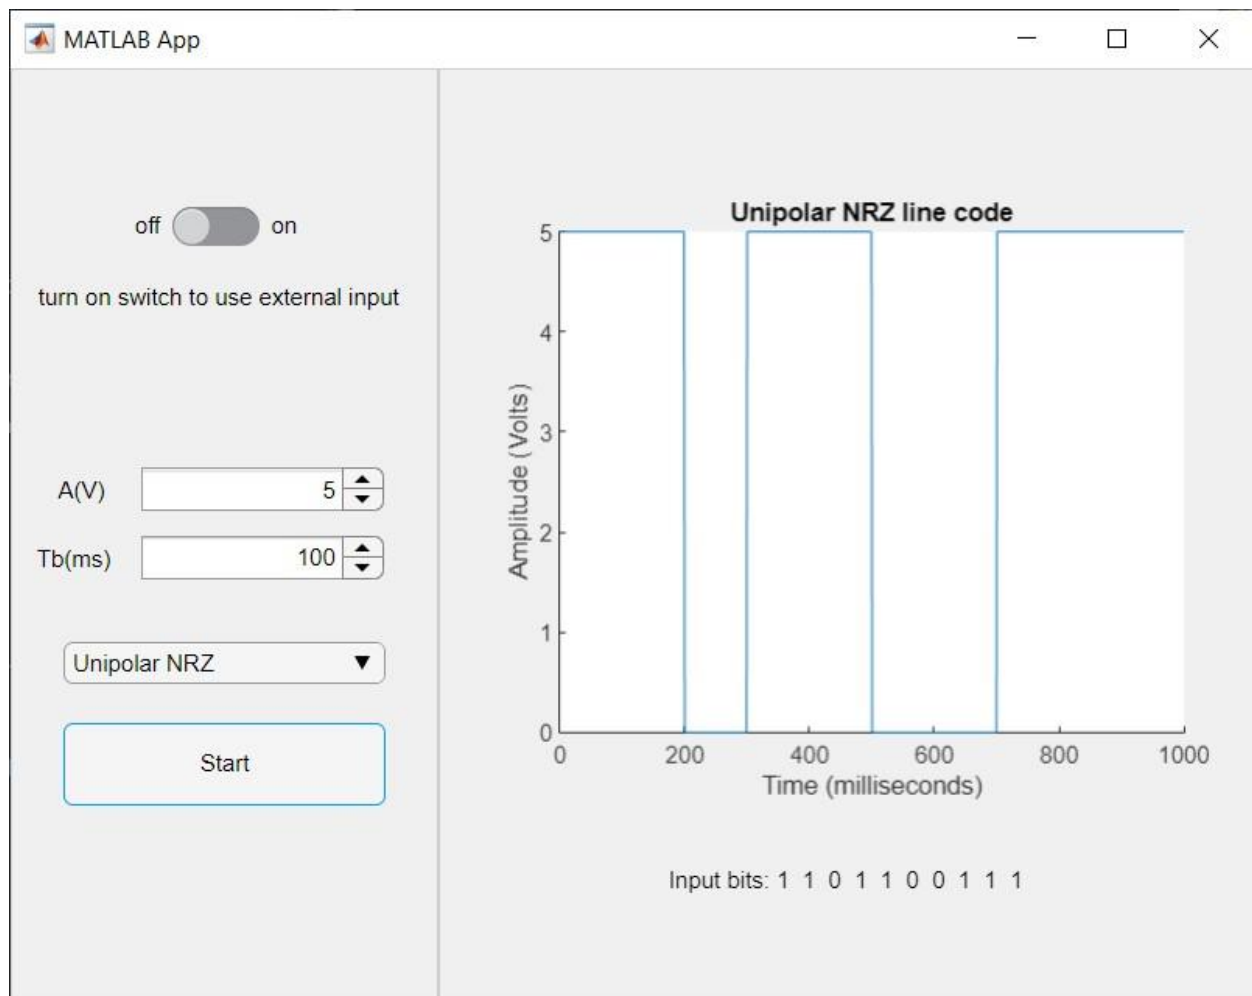 MATLAB App
off on
turn on switch to use external input
A(V) 5
Tb(ms) 100
Unipolar NRZ
Start
Unipolar NRZ line code
5
4
3
2
1
0
Amplitude (Volts)
0 200 400 600 800 1000
Time (milliseconds)
Input bits: 1 1 0 1 1 0 0 1 1 1